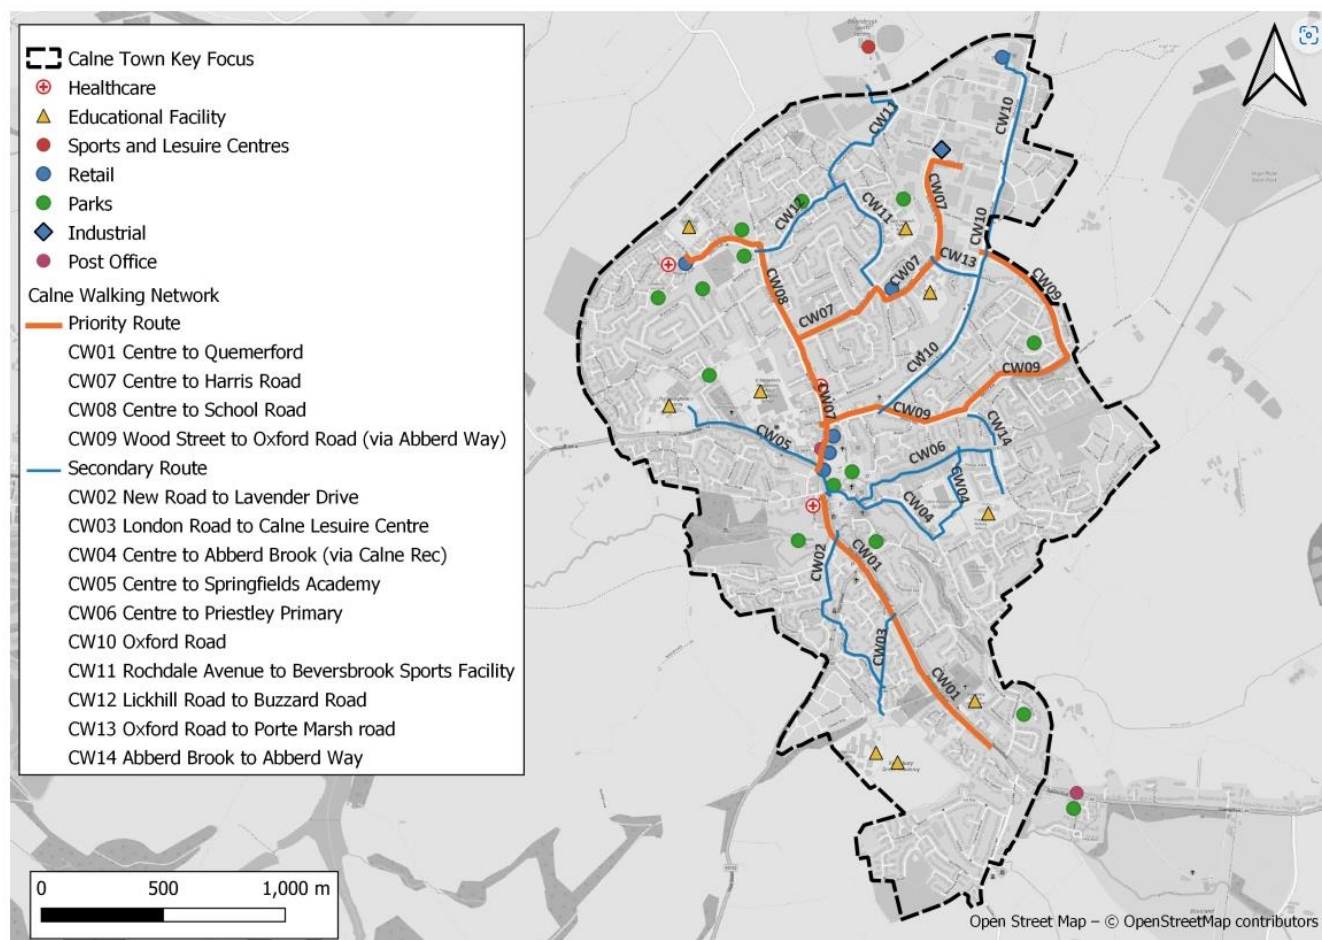 Calne Town Key Focus
Healthcare
Educational Facility
Sports and Lesuire Centres
Retail
Parks
Industrial
Post Office
Calne Walking Network
Priority Route
CW01 Centre to Quemerford
CW07 Centre to Harris Road
CW08 Centre to School Road
CW09 Wood Street to Oxford Road (via Abberd Way)
Secondary Route
CW02 New Road to Lavender Drive
CW03 London Road to Calne Lesuire Centre
CW04 Centre to Abberd Brook (via Calne Rec)
CW05 Centre to Springfields Academy
CW06 Centre to Priestley Primary
CW10 Oxford Road
CW11 Rochdale Avenue to Beversbrook Sports Facility
CW12 Lickhill Road to Buzzard Road
CW13 Oxford Road to Porte Marsh road
CW14 Abberd Brook to Abberd Way
0 500 1,000 m
CW11
CW10
CW07
CW12
CW11
CW10
CW13
CW07
CW09
CW08
CW07
CW10
CW09
CW07
CW09
CW14
CW05
CW06
CW04
CW04
CW02
CW01
CW03
CW01
Open Street Map – © OpenStreetMap contributors